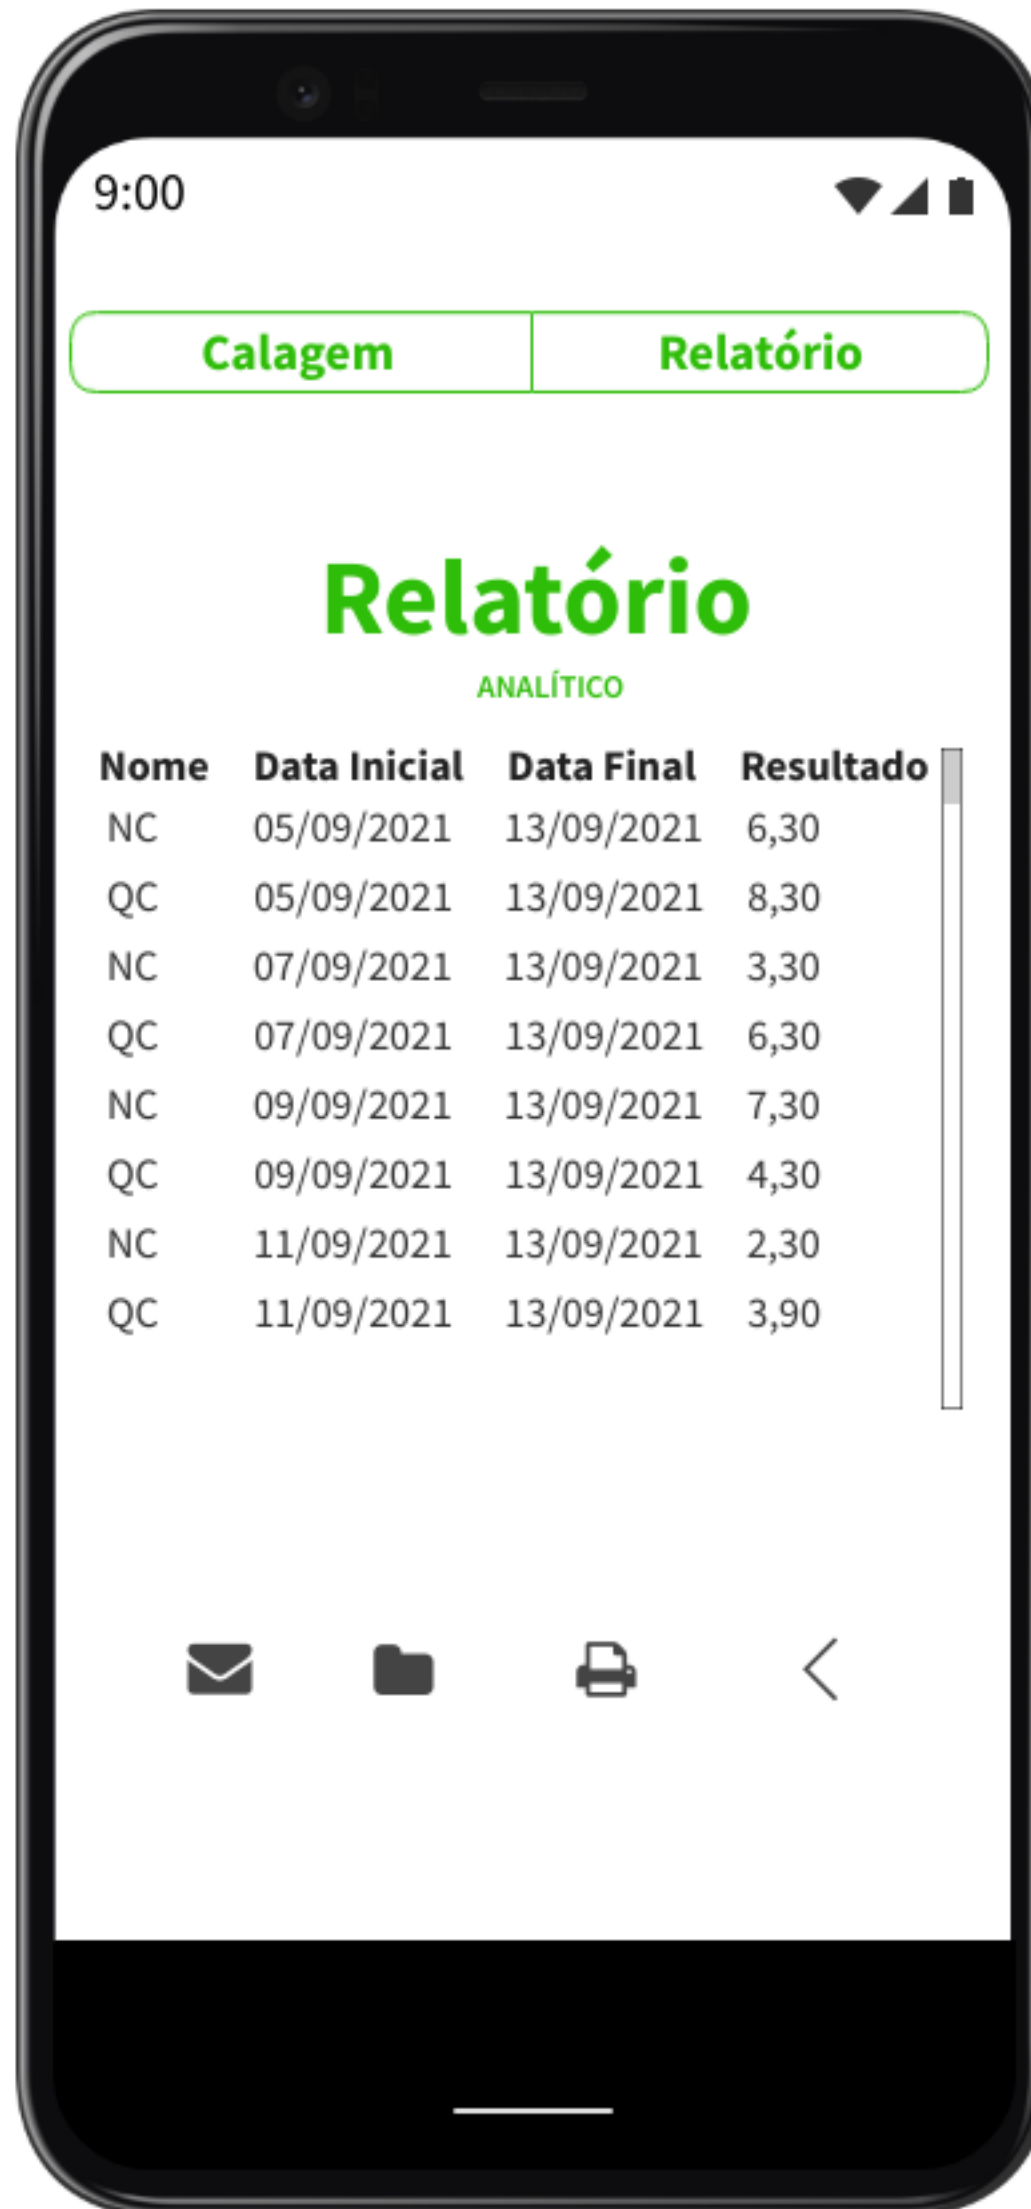 9:00
Calagem Relatório
Relatório
ANALÍTICO
Nome Data Inicial Data Final Resultado
NC 05/09/2021 13/09/2021 6,30
QC 05/09/2021 13/09/2021 8,30
NC 07/09/2021 13/09/2021 3,30
QC 07/09/2021 13/09/2021 6,30
NC 09/09/2021 13/09/2021 7,30
QC 09/09/2021 13/09/2021 4,30
NC 11/09/2021 13/09/2021 2,30
QC 11/09/2021 13/09/2021 3,90